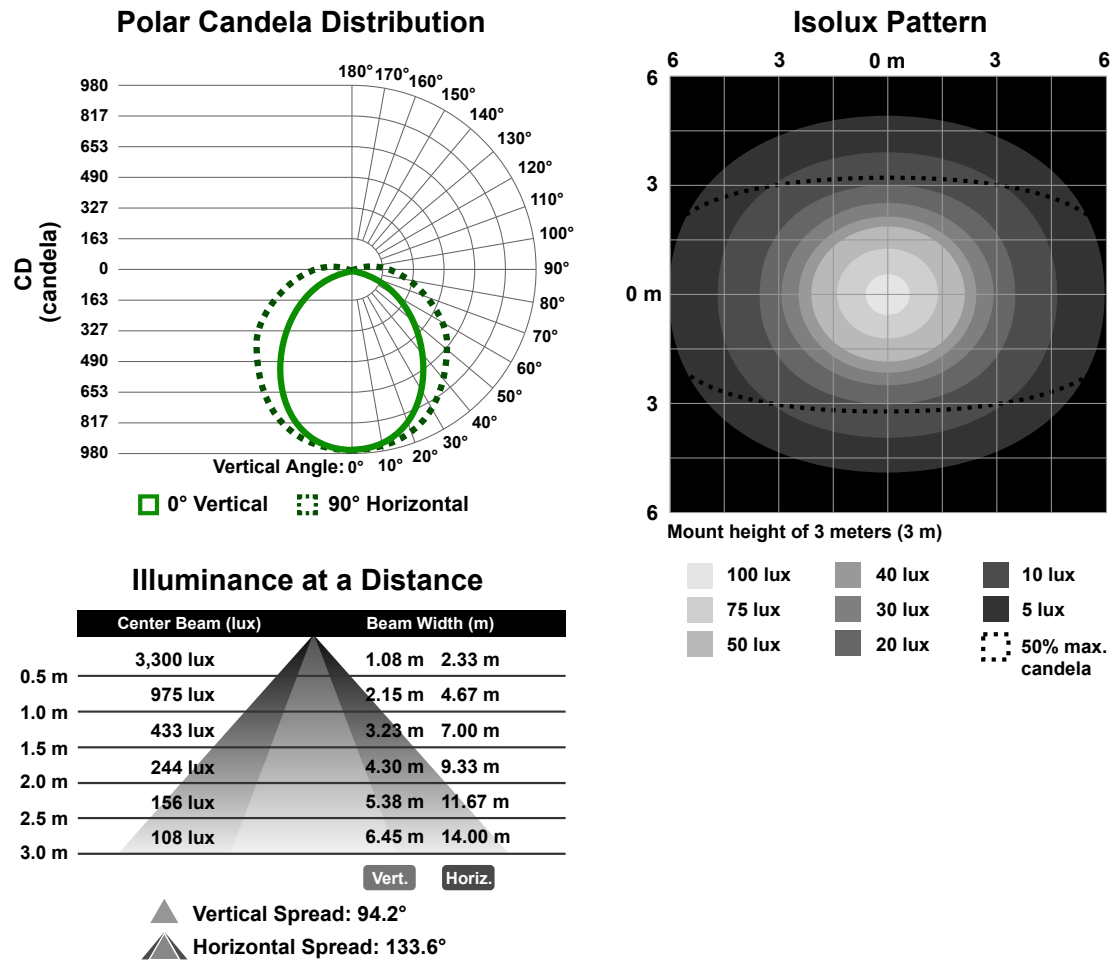 Polar Candela Distribution
180° 170° 160° 150° 140° 130° 120° 110° 100° 90° 80° 70° 60° 50° 40° 30° 20° 10°
980
817
653
490
327
163
0
163
327
490
653
817
980
CD
(candela)
Vertical Angle: 0°
0° Vertical 90° Horizontal
Isolux Pattern
6 3 0 m 3 6
6
3
0 m
3
6
Mount height of 3 meters (3 m)
100 lux 40 lux 10 lux
75 lux 30 lux 5 lux
50 lux 20 lux 50% max.
candela
Illuminance at a Distance
Center Beam (lux) Beam Width (m)
3,300 lux 1.08 m 2.33 m
0.5 m
975 lux 2.15 m 4.67 m
1.0 m
433 lux 3.23 m 7.00 m
1.5 m
244 lux 4.30 m 9.33 m
2.0 m
156 lux 5.38 m 11.67 m
2.5 m
108 lux 6.45 m 14.00 m
3.0 m
Vert. Horiz.
Vertical Spread: 94.2°
Horizontal Spread: 133.6°